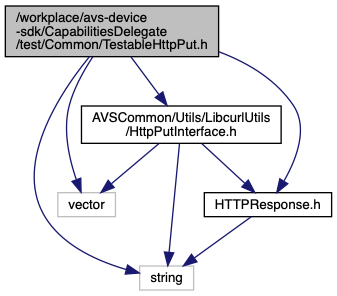 /workplace/avs-device
-sdk/CapabilitiesDelegate
/test/Common/TestableHttpPut.h
AVSCommon/Utils/LibcurlUtils
/HttpPutInterface.h
vector
HTTPResponse.h
string